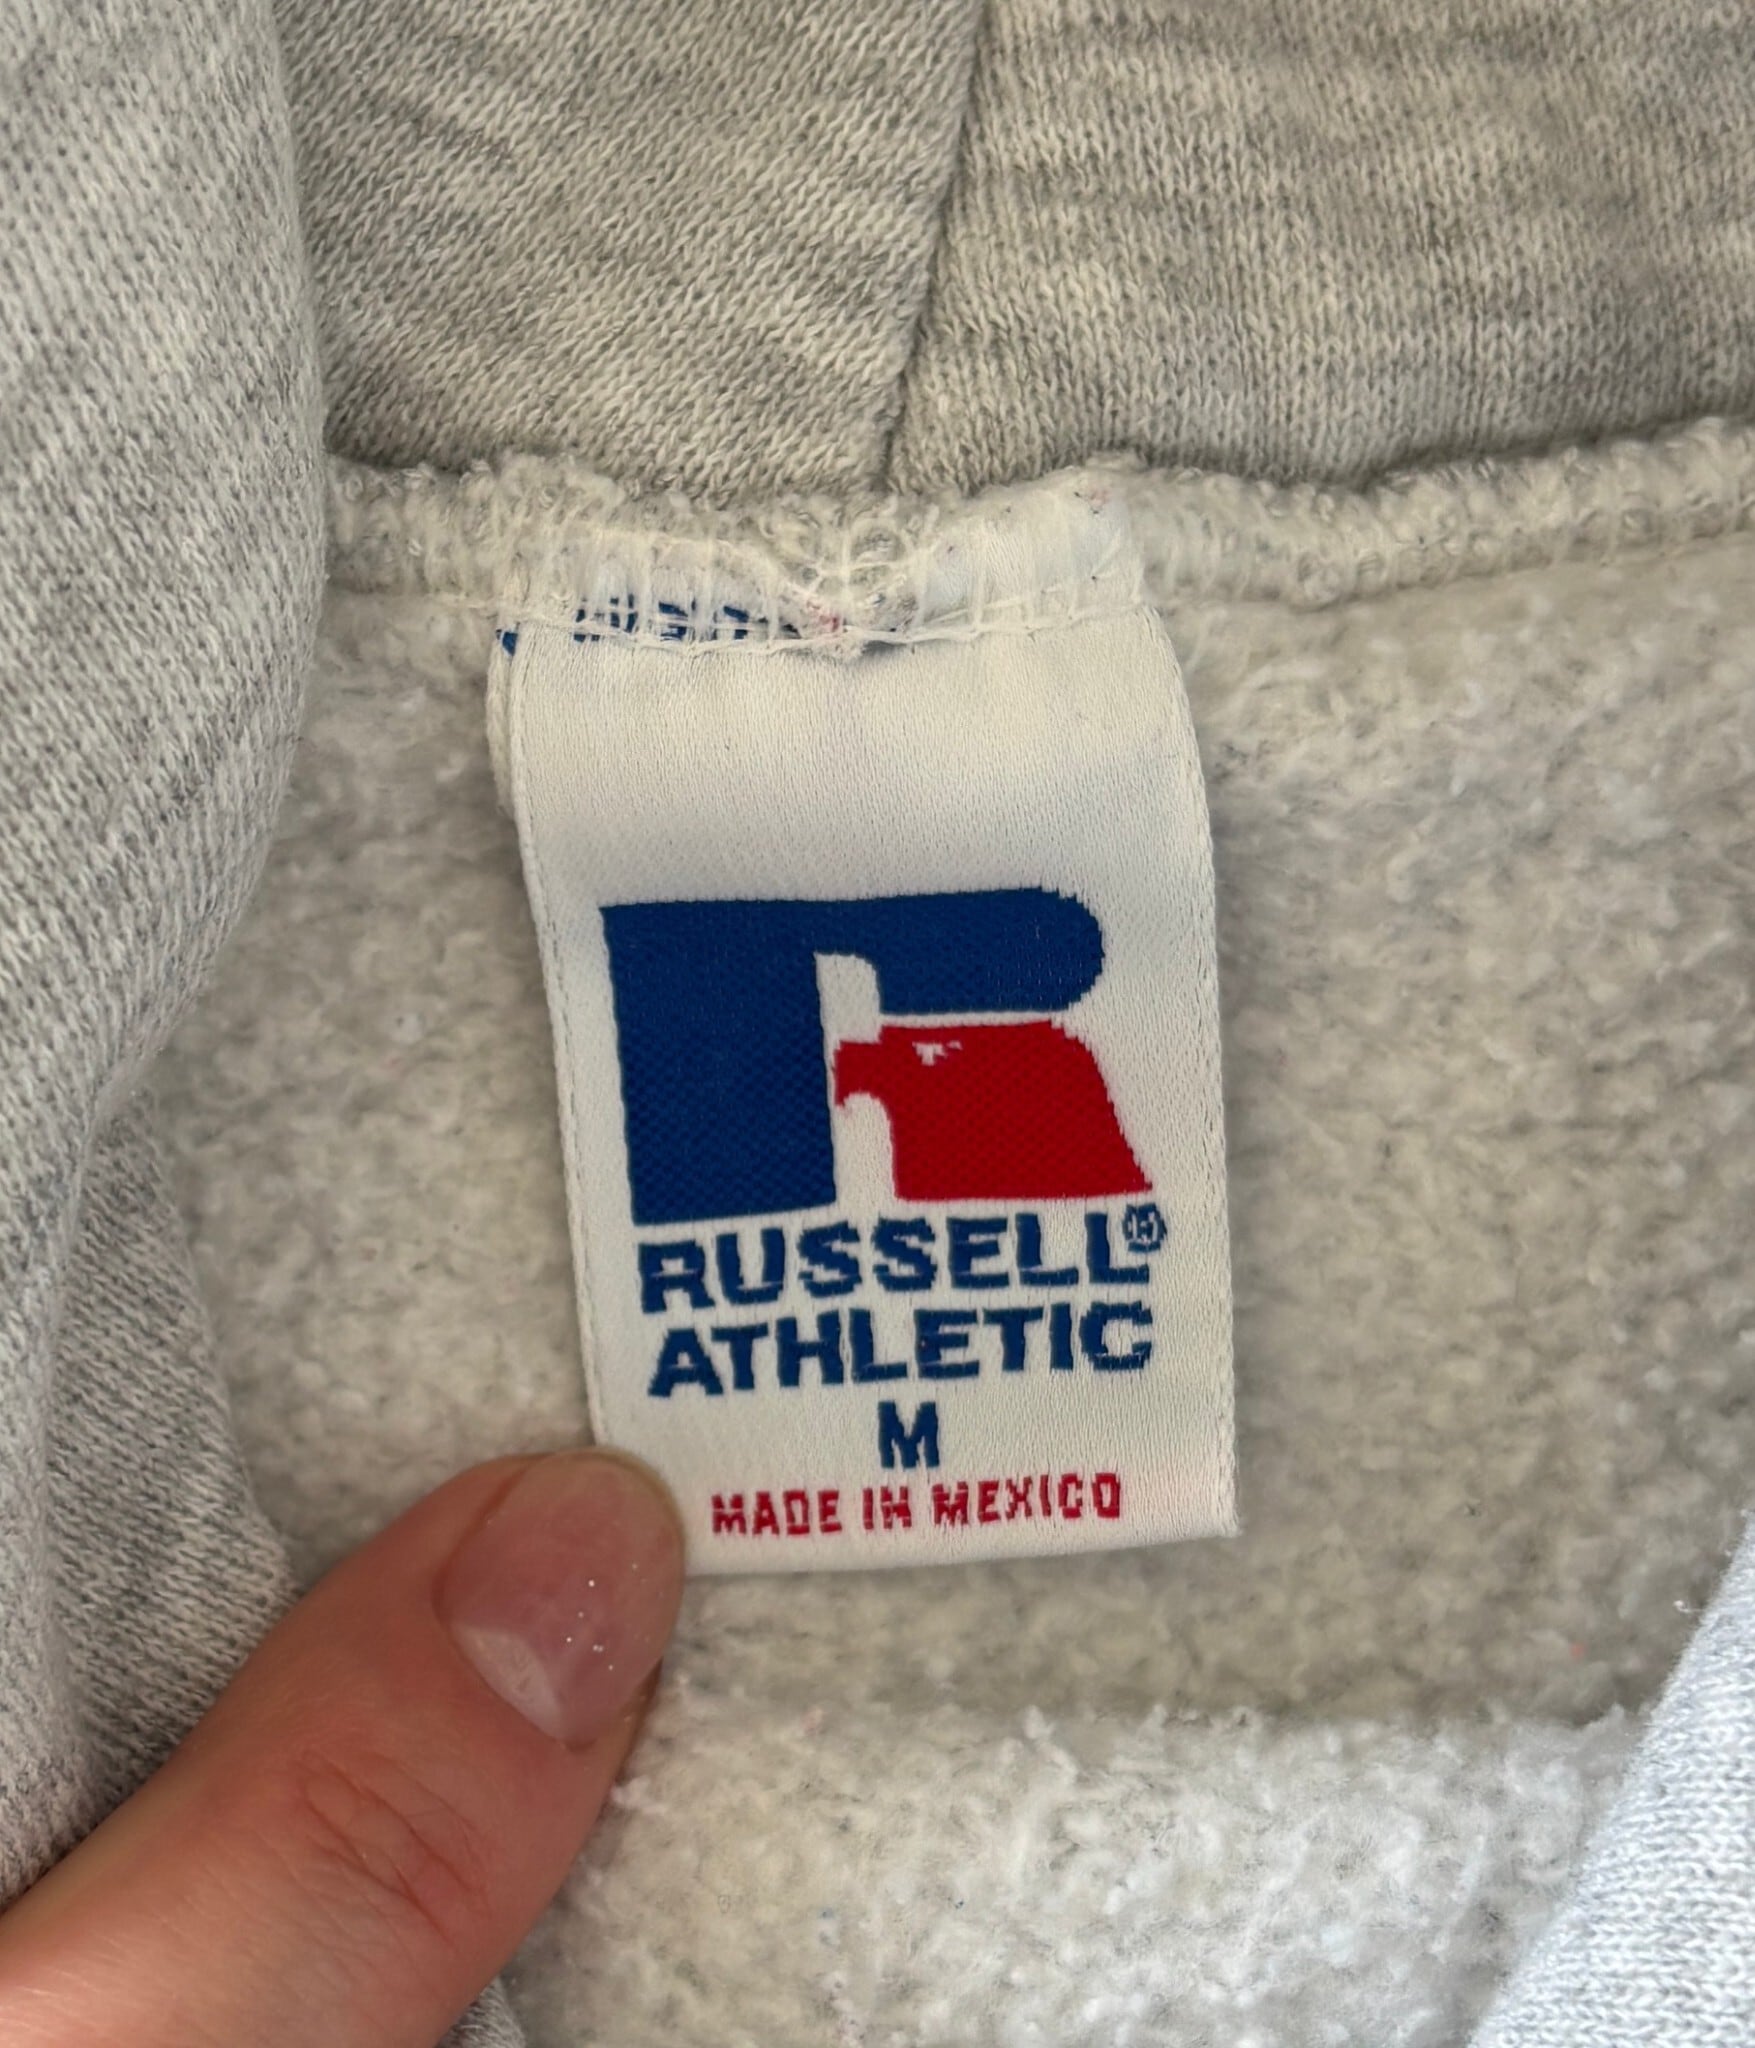 RUSSELL®
ATHLETIC
M
MADE IN MEXICO